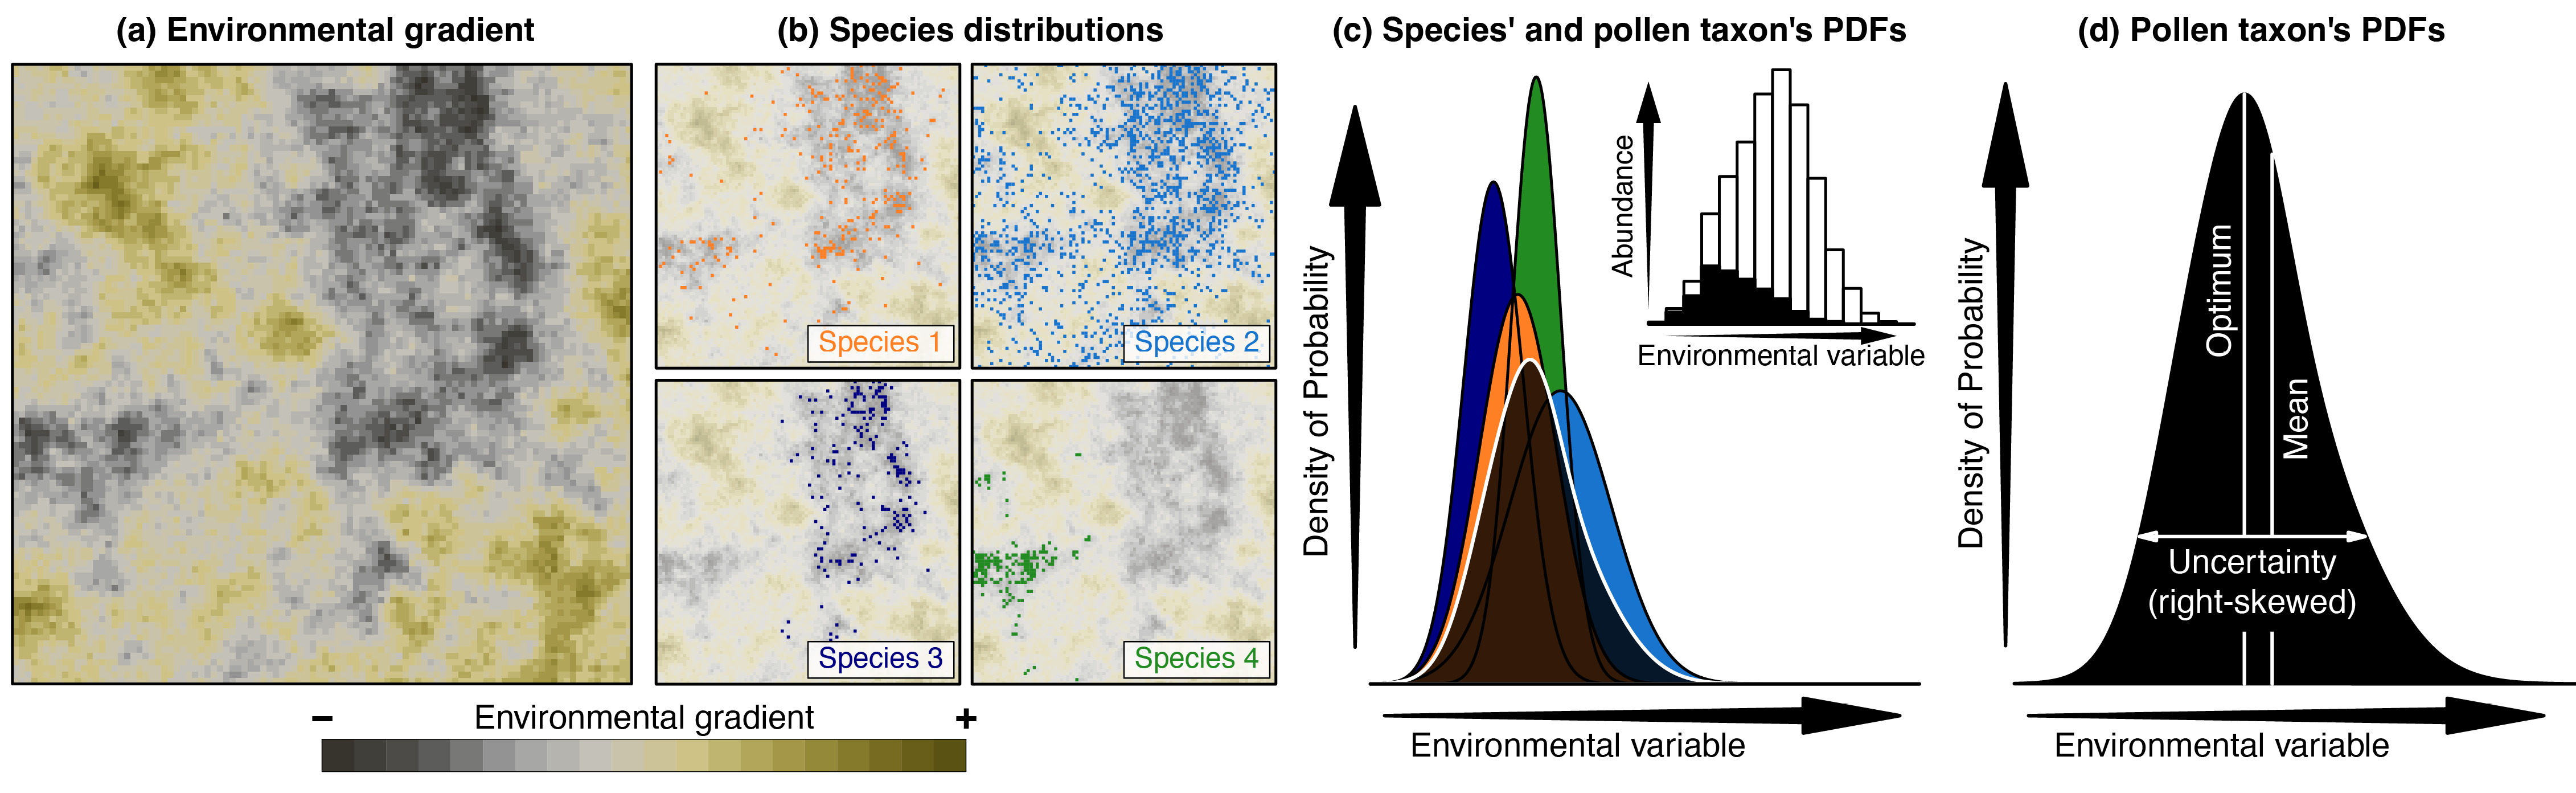 (a) Environmental gradient
(b) Species distributions
(c) Species' and pollen taxon's PDFs
(d) Pollen taxon's PDFs
Species 1
Species 2
Species 3
Species 4
− Environmental gradient +
Density of Probability
Abundance
Environmental variable
Environmental variable
Density of Probability
Optimum
Mean
Uncertainty
(right-skewed)
Environmental variable